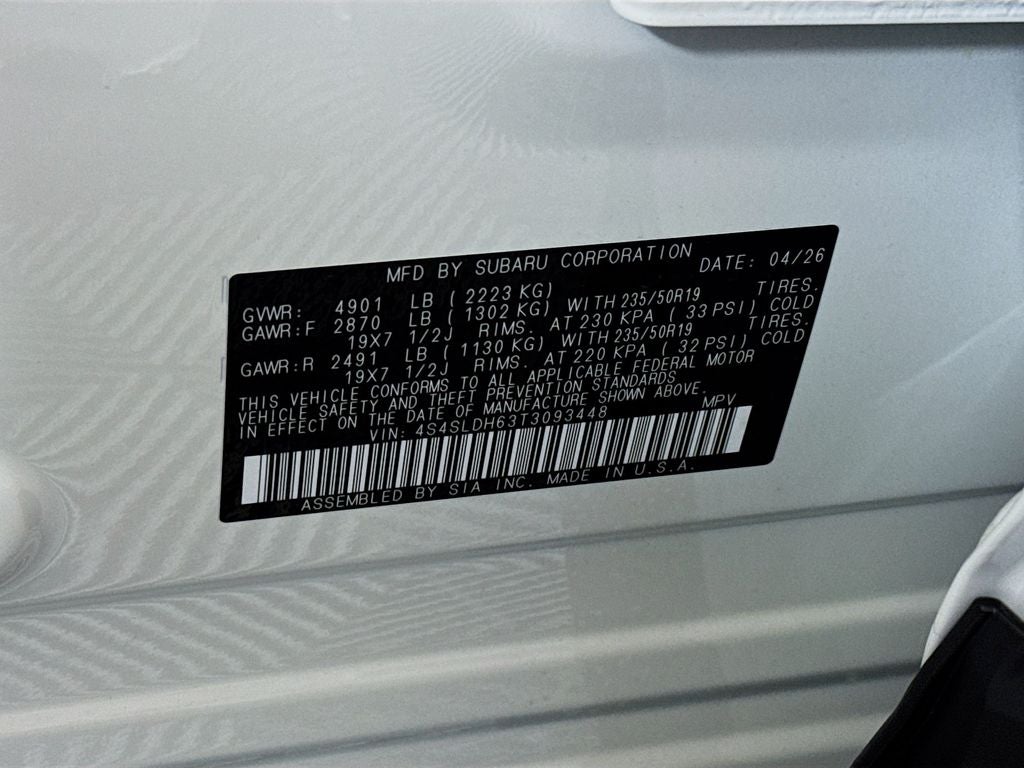 MFD BY SUBARU CORPORATION DATE: 04/26
GVWR: 4901 LB ( 2223 KG)
GAWR:F 2870 LB ( 1302 KG) WITH 235/50R19 TIRES.
19X7 1/2J RIMS. AT 230 KPA ( 33 PSI) COLD
GAWR:R 2491 LB ( 1130 KG) WITH 235/50R19 TIRES.
19X7 1/2J RIMS. AT 220 KPA ( 32 PSI) COLD
THIS VEHICLE CONFORMS TO ALL APPLICABLE FEDERAL MOTOR
VEHICLE SAFETY AND THEFT PREVENTION STANDARDS
IN EFFECT ON THE DATE OF MANUFACTURE SHOWN ABOVE.
VIN: 4S4SLDH63T3093448 MPV
ASSEMBLED BY SIA INC. MADE IN U.S.A.